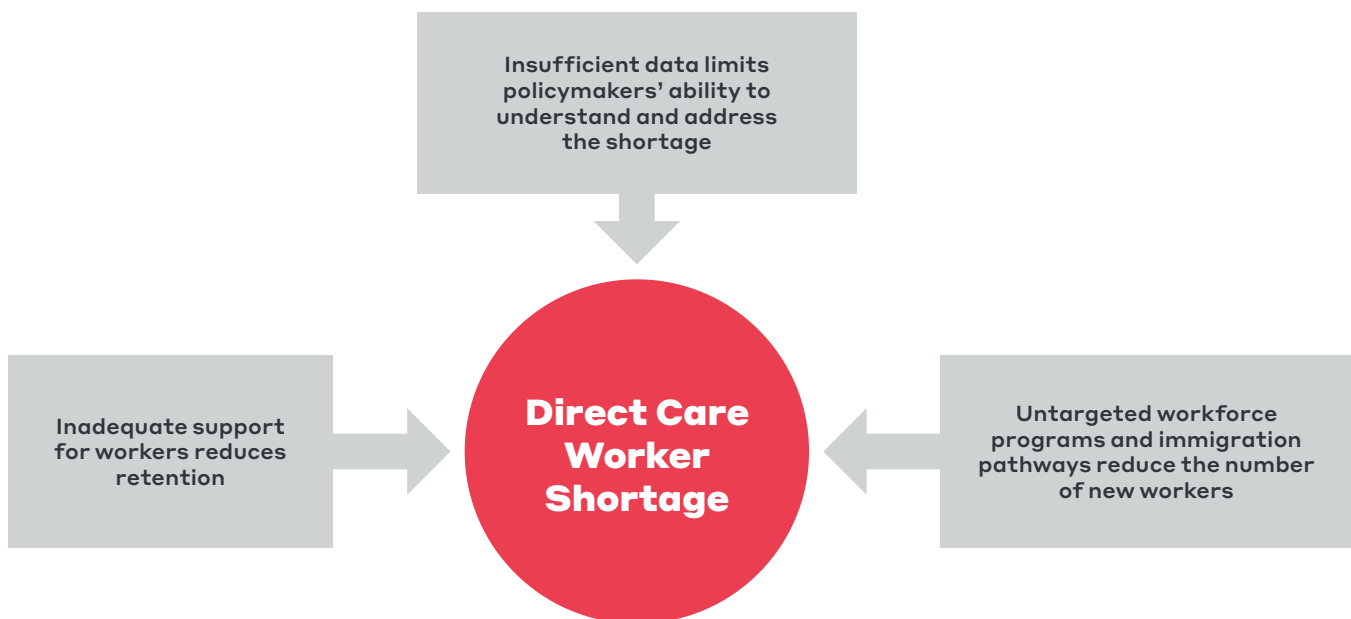 Insufficient data limits
policymakers’ ability to
understand and address
the shortage
Inadequate support
for workers reduces
retention
Direct Care
Worker
Shortage
Untargeted workforce
programs and immigration
pathways reduce the number
of new workers